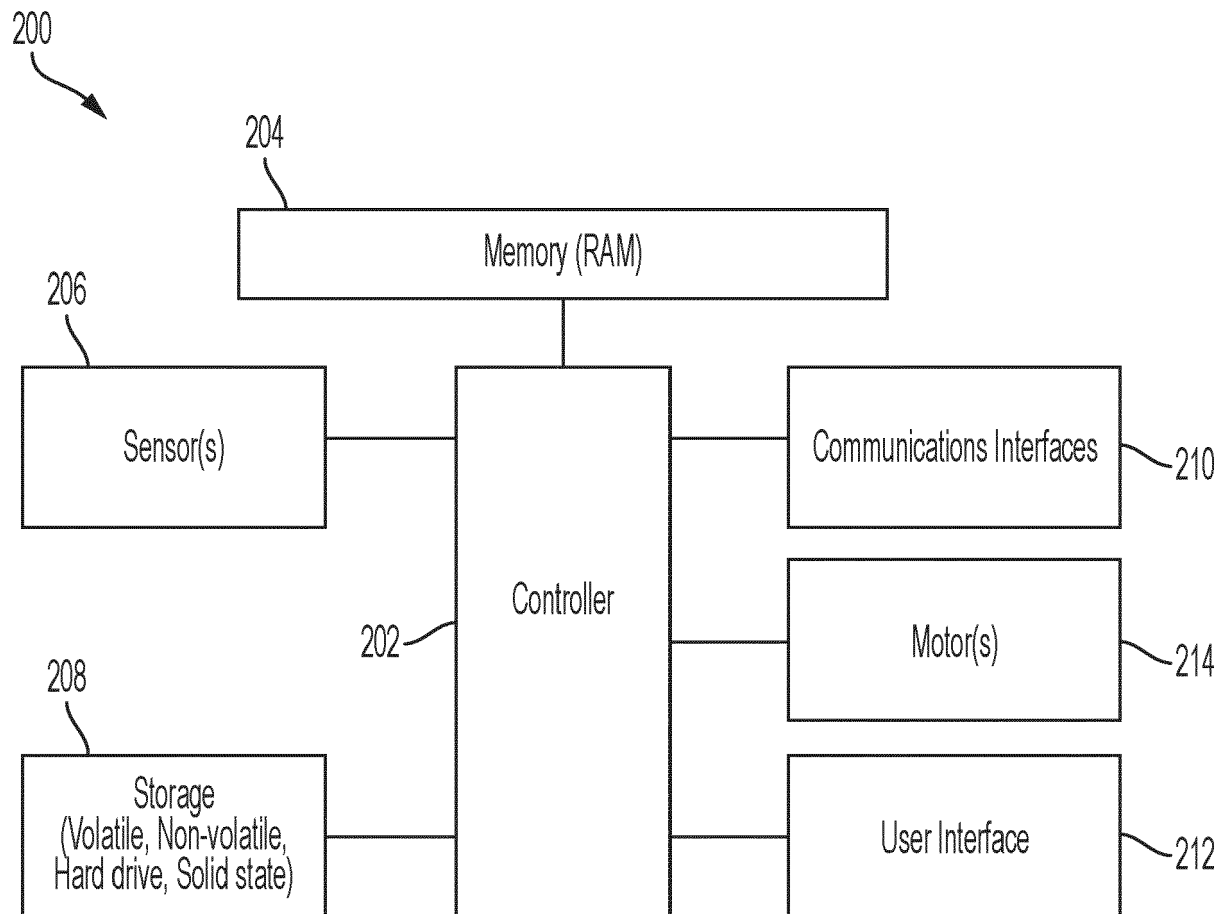 200
204
Memory (RAM)
206
Sensor(s)
Communications Interfaces
210
Controller
202
Motor(s)
214
208
Storage
(Volatile, Non-volatile,
Hard drive, Solid state)
User Interface
212